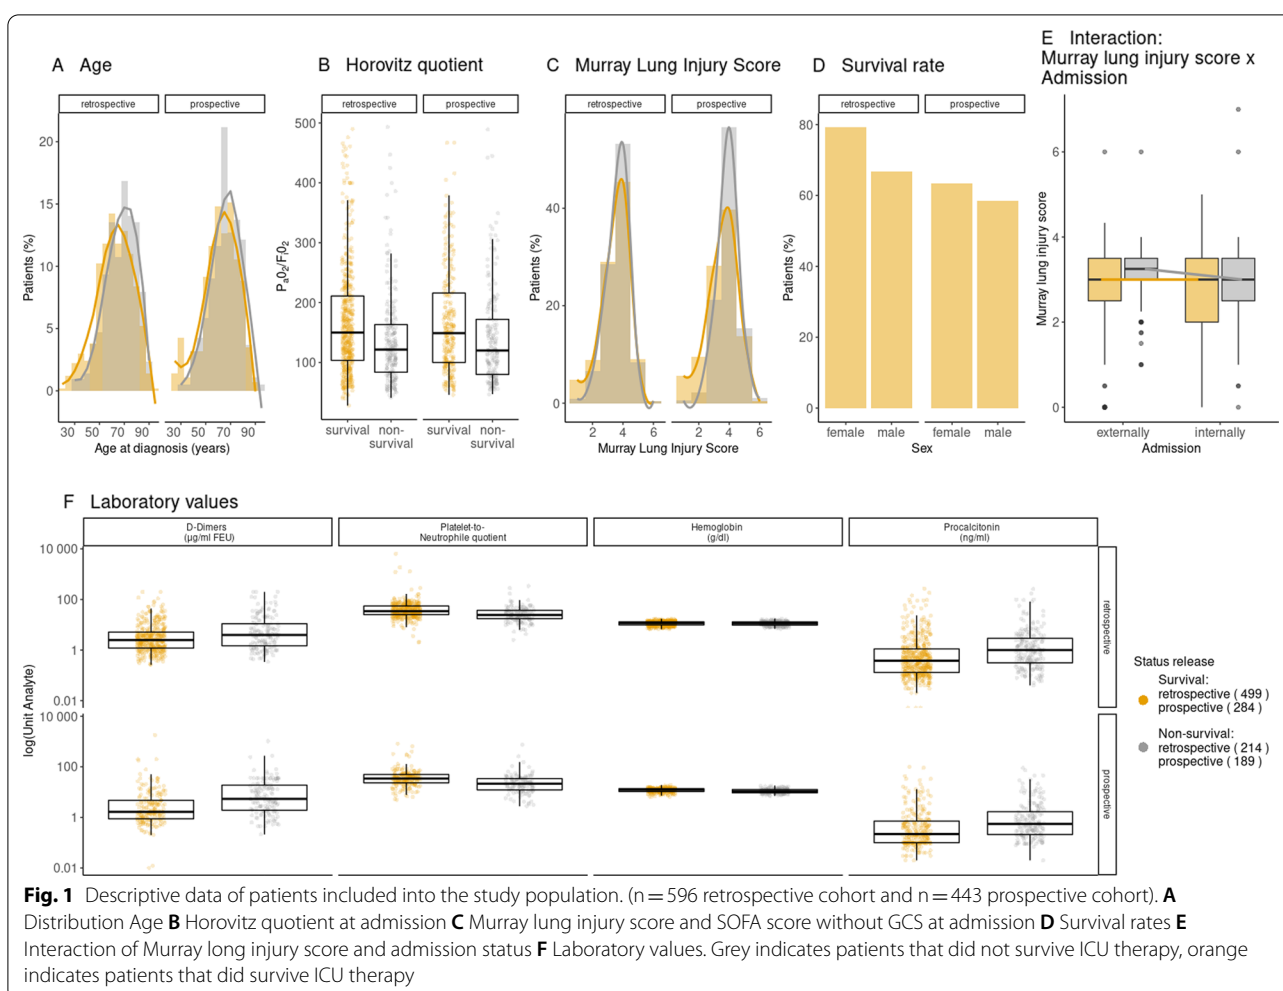 A Age
retrospective
prospective
Patients (%)
20
15
10
5
0
30 50 70 90
30 50 70 90
Age at diagnosis (years)
B Horovitz quotient
retrospective
prospective
PaO2/FiO2
500
400
300
200
100
survival
non-
survival
survival
non-
survival
C Murray Lung Injury Score
retrospective
prospective
Patients (%)
40
20
0
2 4 6
2 4 6
Murray Lung Injury Score
D Survival rate
retrospective
prospective
Patients (%)
80
60
40
20
0
female male
female male
Sex
E Interaction:
Murray lung injury score x
Admission
Murray lung injury score
6
4
2
0
externally internally
Admission
F Laboratory values
D-Dimers
(µg/ml FEU)
Platelet-to-
Neutrophile quotient
Hemoglobin
(g/dl)
Procalcitonin
(ng/ml)
log(Unit Analyte)
10 000
100
1
0.01
10 000
100
1
0.01
retrospective
prospective
Status release
Survival:
retrospective ( 499 )
prospective ( 284 )
Non-survival:
retrospective ( 214 )
prospective ( 189 )
Fig. 1 Descriptive data of patients included into the study population. (n = 596 retrospective cohort and n = 443 prospective cohort). A
Distribution Age B Horovitz quotient at admission C Murray lung injury score and SOFA score without GCS at admission D Survival rates E
Interaction of Murray long injury score and admission status F Laboratory values. Grey indicates patients that did not survive ICU therapy, orange
indicates patients that did survive ICU therapy